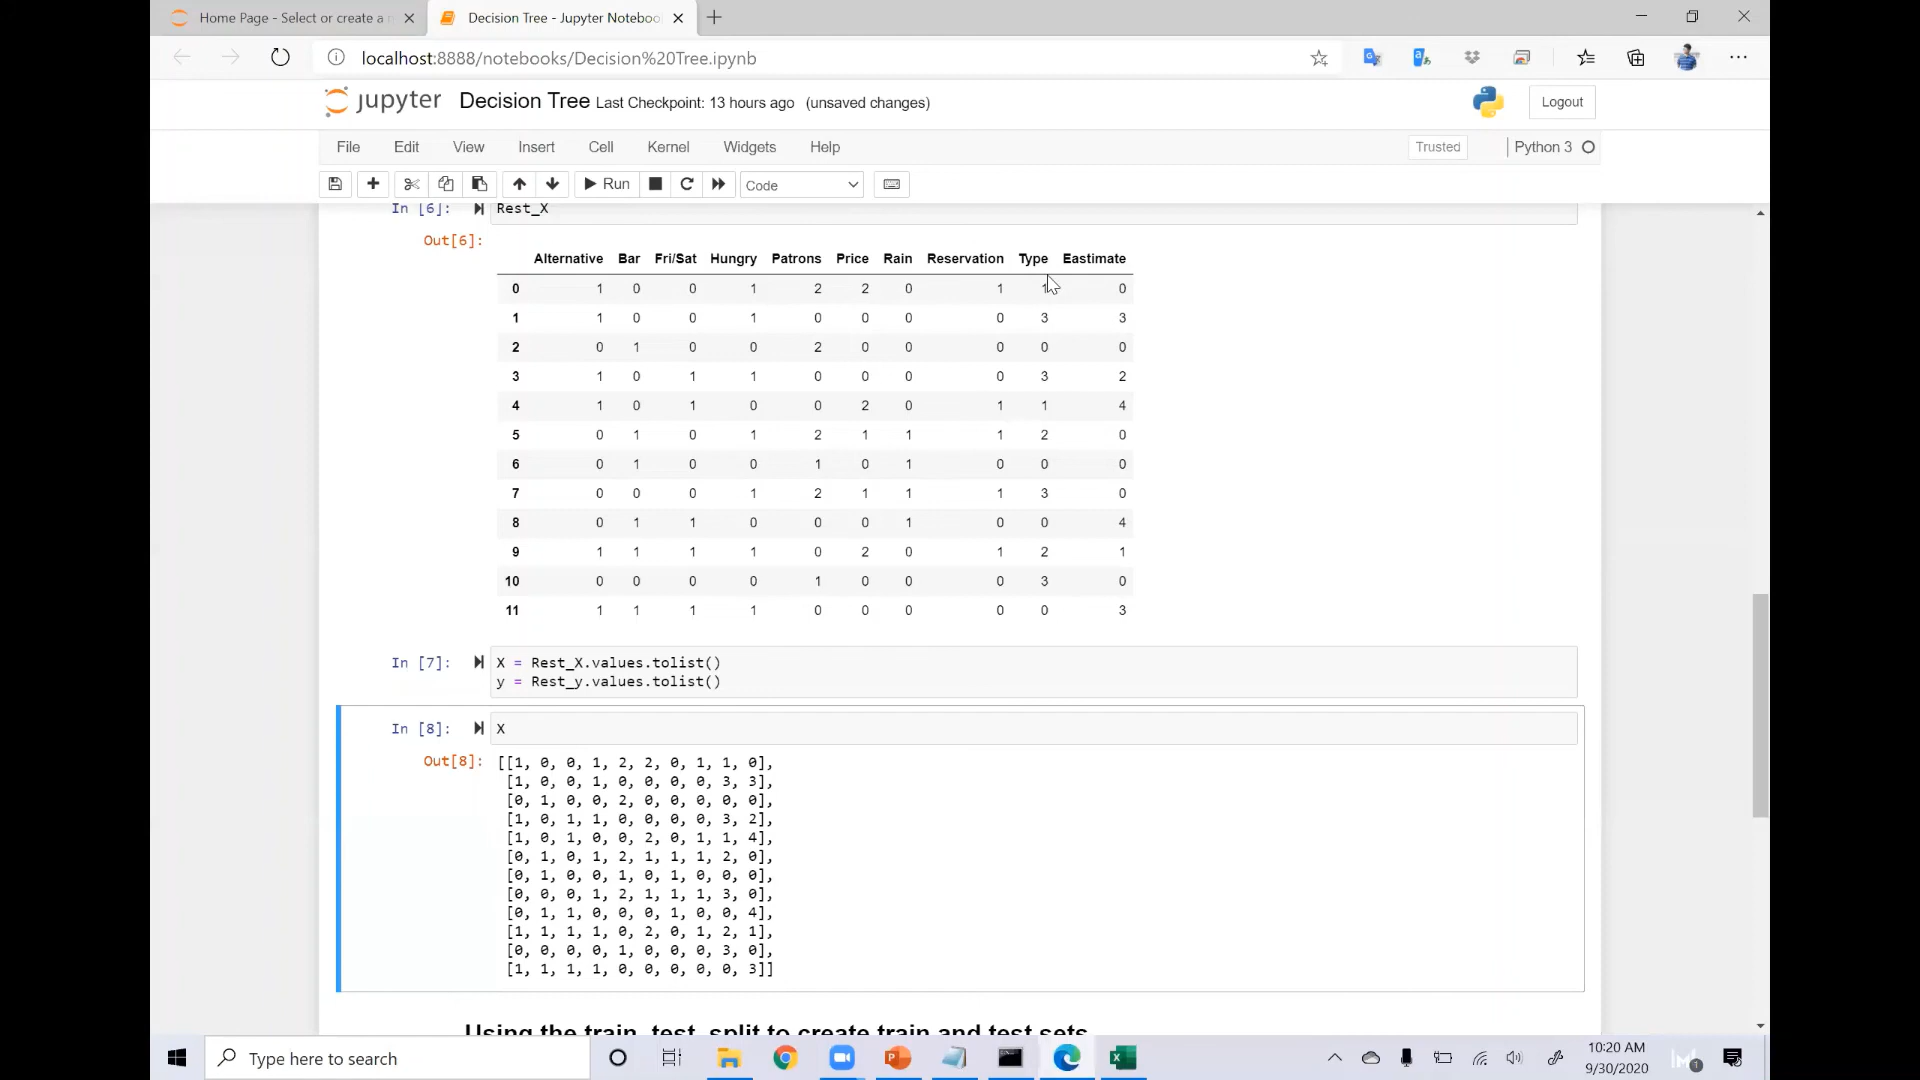 Home Page - Select or create a n
Decision Tree - Jupyter Noteboo
localhost:8888/notebooks/Decision%20Tree.ipynb
jupyter Decision Tree Last Checkpoint: 13 hours ago (unsaved changes)
Logout
File Edit View Insert Cell Kernel Widgets Help
Trusted Python 3
Run Code
In [6]: Rest_X
Out[6]:
Alternative Bar Fri/Sat Hungry Patrons Price Rain Reservation Type Eastimate
0 1 0 0 1 2 2 0 1 1 0
1 1 0 0 1 0 0 0 0 3 3
2 0 1 0 0 2 0 0 0 0 0
3 1 0 1 1 0 0 0 0 3 2
4 1 0 1 0 0 2 0 1 1 4
5 0 1 0 1 2 1 1 1 2 0
6 0 1 0 0 1 0 1 0 0 0
7 0 0 0 1 2 1 1 1 3 0
8 0 1 1 0 0 0 1 0 0 4
9 1 1 1 1 0 2 0 1 2 1
10 0 0 0 0 1 0 0 0 3 0
11 1 1 1 1 0 0 0 0 0 3
In [7]: X = Rest_X.values.tolist()
y = Rest_y.values.tolist()
In [8]: X
Out[8]: [[1, 0, 0, 1, 2, 2, 0, 1, 1, 0],
[1, 0, 0, 1, 0, 0, 0, 0, 3, 3],
[0, 1, 0, 0, 2, 0, 0, 0, 0, 0],
[1, 0, 1, 1, 0, 0, 0, 0, 3, 2],
[1, 0, 1, 0, 0, 2, 0, 1, 1, 4],
[0, 1, 0, 1, 2, 1, 1, 1, 2, 0],
[0, 1, 0, 0, 1, 0, 1, 0, 0, 0],
[0, 0, 0, 1, 2, 1, 1, 1, 3, 0],
[0, 1, 1, 0, 0, 0, 1, 0, 0, 4],
[1, 1, 1, 1, 0, 2, 0, 1, 2, 1],
[0, 0, 0, 0, 1, 0, 0, 0, 3, 0],
[1, 1, 1, 1, 0, 0, 0, 0, 0, 3]]
Using the train_test_split to create train and test sets
Type here to search
10:20 AM
9/30/2020